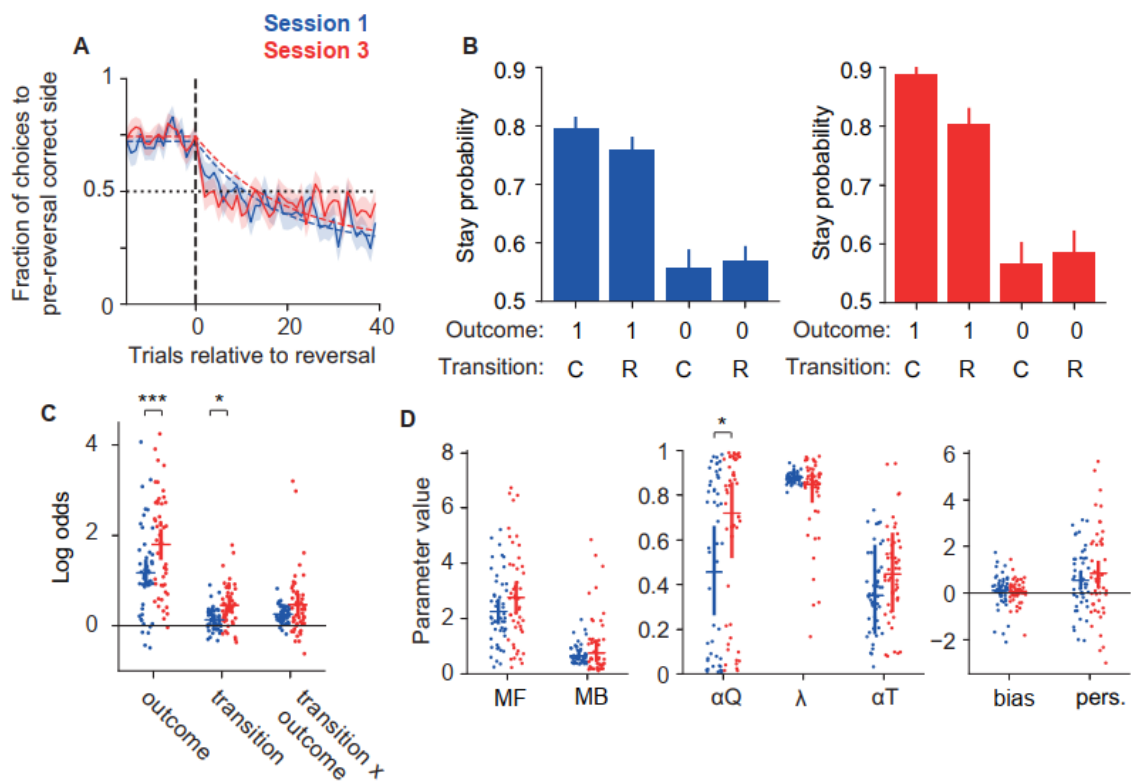 Session 1
Session 3
A
Fraction of choices to
pre-reversal correct side
1
0.5
0
0 20 40
Trials relative to reversal
B
Stay probability
0.9
0.8
0.7
0.6
0.5
Outcome: 1 1 0 0
Transition: C R C R
Stay probability
0.9
0.8
0.7
0.6
0.5
Outcome: 1 1 0 0
Transition: C R C R
C
*** *
Log odds
4
2
0
outcome
transition
transition x
outcome
D
Parameter value
8
6
4
2
0
MF MB
*
1
0.8
0.6
0.4
0.2
0
αQ λ αT
6
4
2
0
−2
bias pers.